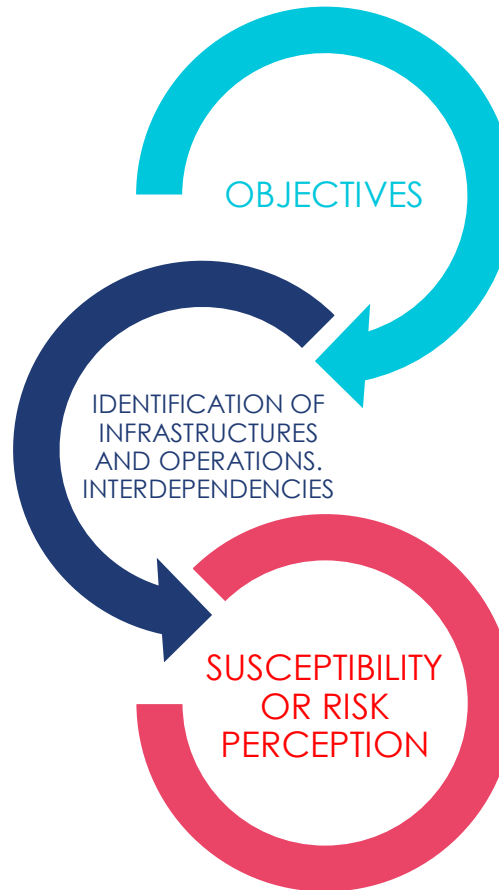 OBJECTIVES
IDENTIFICATION OF
INFRASTRUCTURES
AND OPERATIONS.
INTERDEPENDENCIES
SUSCEPTIBILITY
OR RISK
PERCEPTION